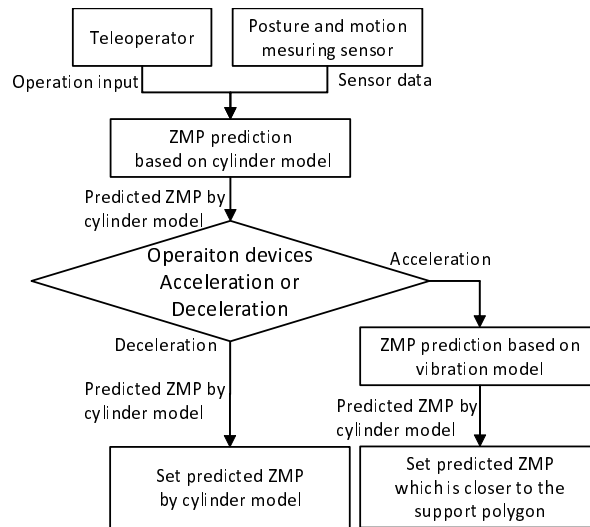 Teleoperator
Posture and motion
mesuring sensor
Operation input
Sensor data
ZMP prediction
based on cylinder model
Predicted ZMP by
cylinder model
Operaiton devices
Acceleration or
Deceleration
Acceleration
Deceleration
ZMP prediction based on
vibration model
Predicted ZMP by
cylinder model
Predicted ZMP by
cylinder model
Set predicted ZMP
by cylinder model
Set predicted ZMP
which is closer to the
support polygon